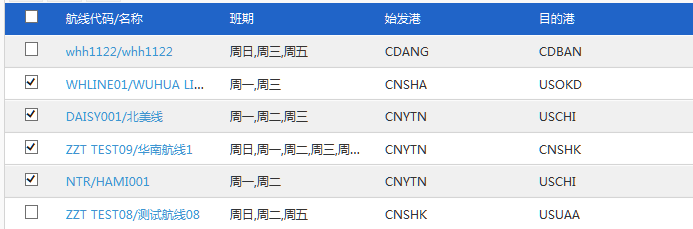 航线代码/名称 班期 始发港 目的港
whh1122/whh1122 周日,周三,周五 CDANG CDBAN
WHLINE01/WUHUA LI... 周一,周三 CNSHA USOKD
DAISY001/北美线 周一,周二,周三 CNYTN USCHI
ZZT TEST09/华南航线1 周日,周一,周二,周三,周... CNYTN CNSHK
NTR/HAMI001 周一,周二 CNYTN USCHI
ZZT TEST08/测试航线08 周日,周二,周五 CNSHK USUAA